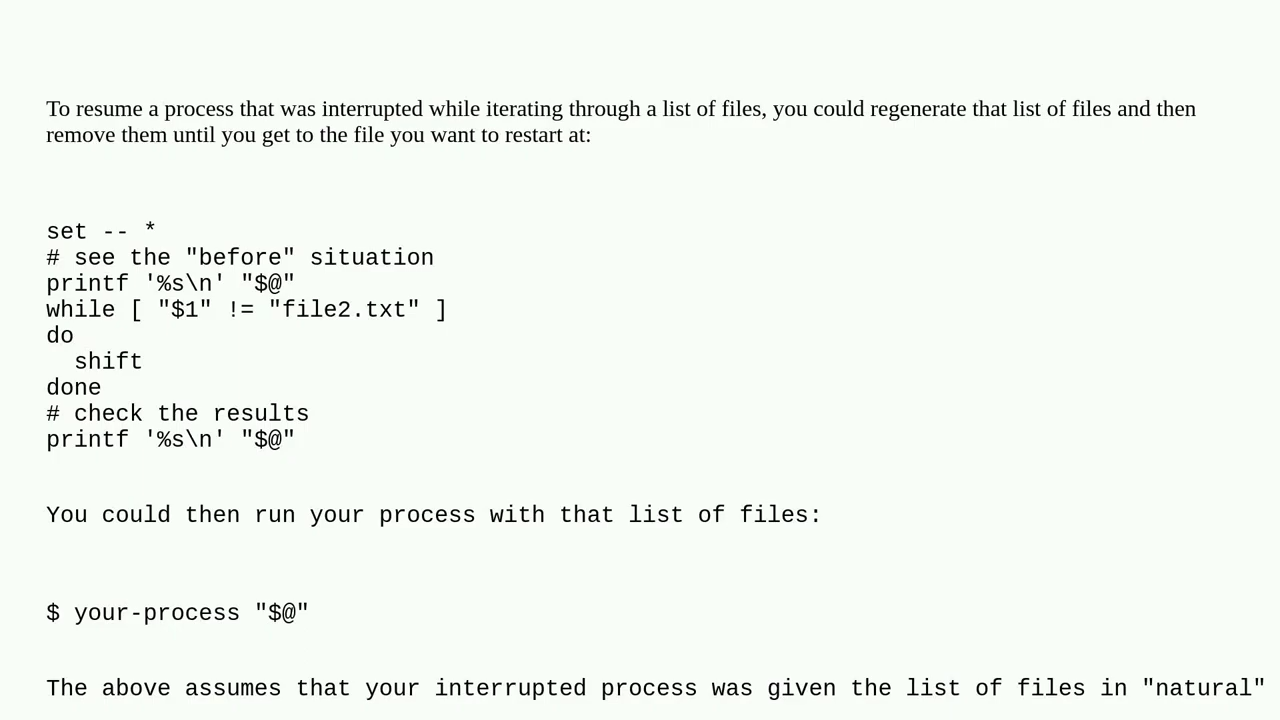 To resume a process that was interrupted while iterating through a list of files, you could regenerate that list of files and then
remove them until you get to the file you want to restart at:
set -- *
# see the "before" situation
printf '%s\n' "$@"
while [ "$1" != "file2.txt" ]
do
  shift
done
# check the results
printf '%s\n' "$@"
You could then run your process with that list of files:
$ your-process "$@"
The above assumes that your interrupted process was given the list of files in "natural"